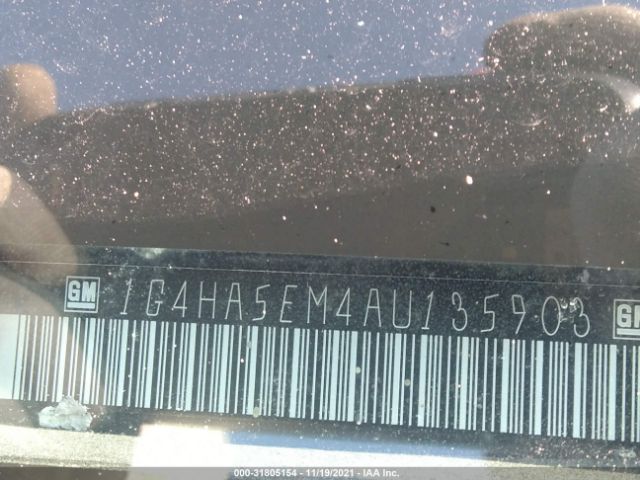 GM 1G4HA5EM4AU135903 GM
000-31805154 - 11/19/2021 - IAA Inc.